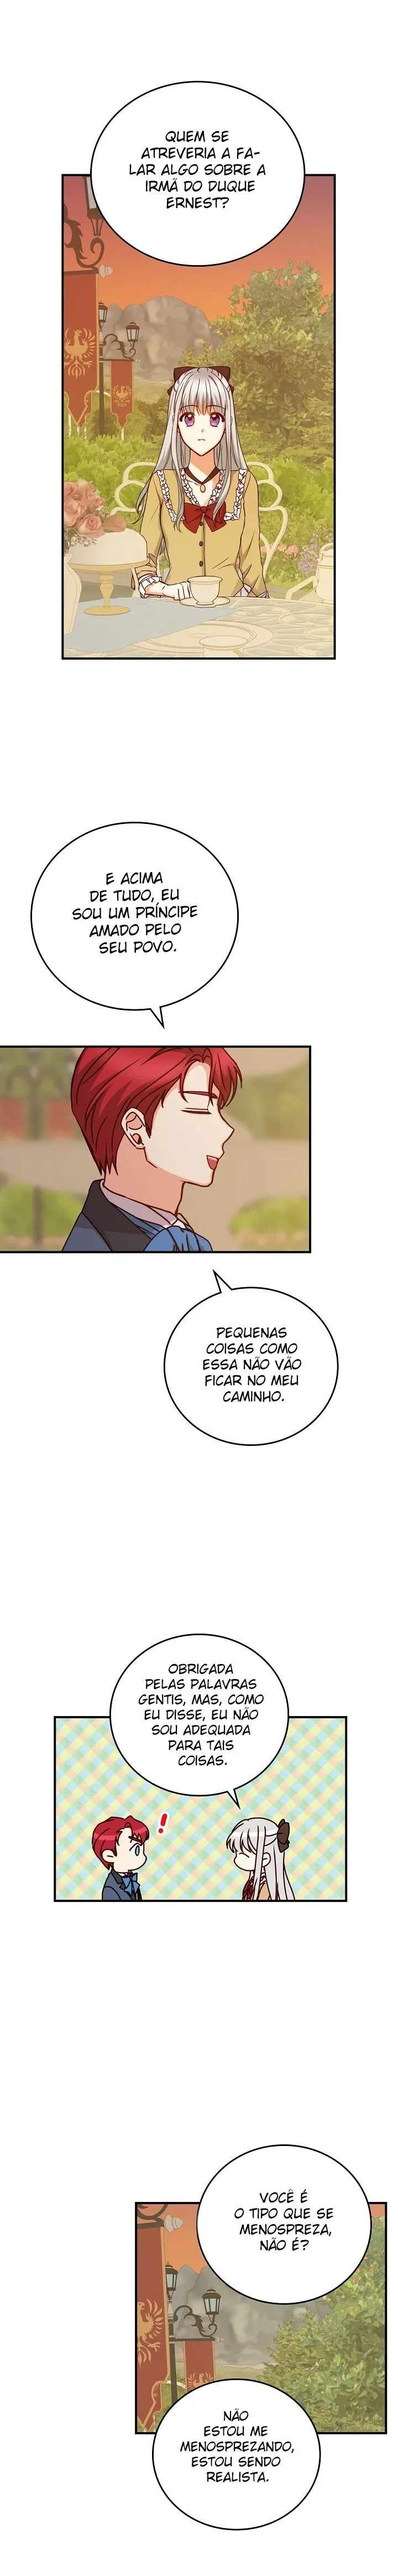 QUEM SE
ATREVERIA A FA-
LAR ALGO SOBRE A
IRMÃ DO DUQUE
ERNEST?
E ACIMA
DE TUDO, EU
SOU UM PRÍNCIPE
AMADO PELO
SEU POVO.
PEQUENAS
COISAS COMO
ESSA NÃO VÃO
FICAR NO MEU
CAMINHO.
OBRIGADA
PELAS PALAVRAS
GENTIS, MAS, COMO
EU DISSE, EU NÃO
SOU ADEQUADA
PARA TAIS
COISAS.
!
VOCÊ É
O TIPO QUE SE
MENOSPREZA,
NÃO É?
NÃO
ESTOU ME
MENOSPREZANDO,
ESTOU SENDO
REALISTA.